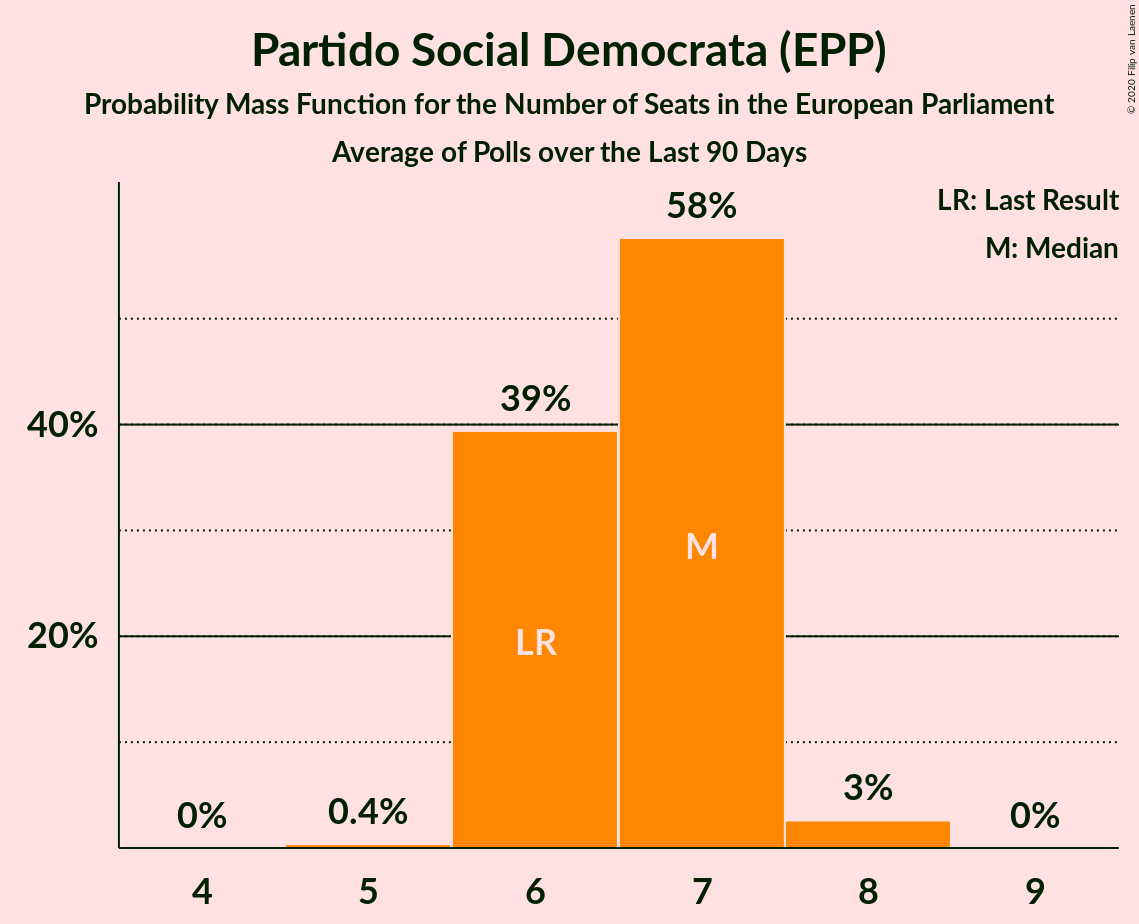 Partido Social Democrata (EPP)
Probability Mass Function for the Number of Seats in the European Parliament
Average of Polls over the Last 90 Days
© 2020 Filip van Laenen
LR: Last Result
M: Median
58%
39%
40%
M
20%
LR
0%
0.4%
3%
0%
4
5
6
7
8
9